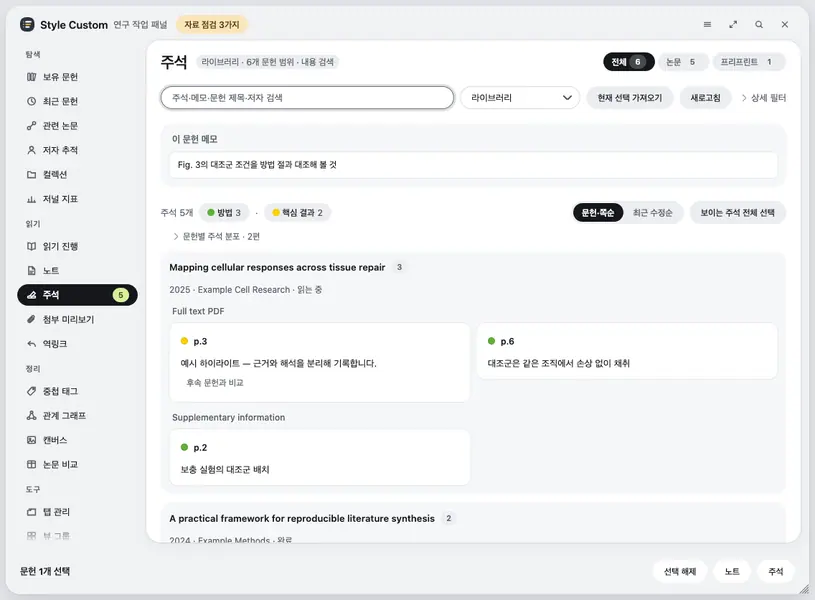 Style Custom 연구 작업 패널 자료 점검 3가지
탐색
보유 문헌
최근 문헌
관련 논문
저자 추적
컬렉션
저널 지표
읽기
읽기 진행
노트
주석 5
첨부 미리보기
역링크
정리
중첩 태그
관계 그래프
캔버스
논문 비교
도구
탭 관리
뷰 그룹
주석 라이브러리 · 6개 문헌 범위 · 내용 검색 전체 6 논문 5 프리프린트 1
주석·메모·문헌 제목·저자 검색 라이브러리 현재 선택 가져오기 새로고침 상세 필터
이 문헌 메모
Fig. 3의 대조군 조건을 방법 절과 대조해 볼 것
주석 5개 방법 3 · 핵심 결과 2 문헌·쪽순 최근 수정순 보이는 주석 전체 선택
문헌별 주석 분포 · 2편
Mapping cellular responses across tissue repair 3
2025 · Example Cell Research · 읽는 중
Full text PDF
p.3
예시 하이라이트 — 근거와 해석을 분리해 기록합니다.
후속 문헌과 비교
p.6
대조군은 같은 조직에서 손상 없이 채취
Supplementary information
p.2
보충 실험의 대조군 배치
A practical framework for reproducible literature synthesis 2
2024 · Example Methods · 완료
문헌 1개 선택 선택 해제 노트 주석